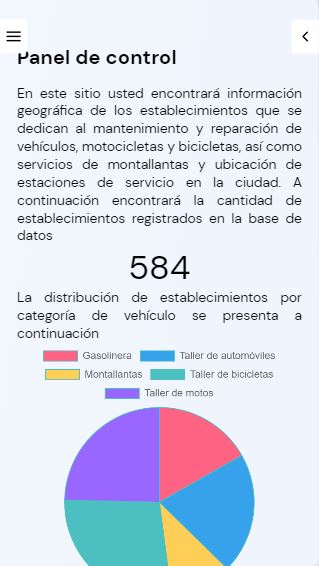 Panel de control
En este sitio usted encontrará información
geográfica de los establecimientos que se
dedican al mantenimiento y reparación de
vehículos, motocicletas y bicicletas, así como
servicios de montallantas y ubicación de
estaciones de servicio en la ciudad. A
continuación encontrará la cantidad de
establecimientos registrados en la base de
datos
584
La distribución de establecimientos por
categoría de vehículo se presenta a
continuación
Gasolinera Taller de automóviles
Montallantas Taller de bicicletas
Taller de motos